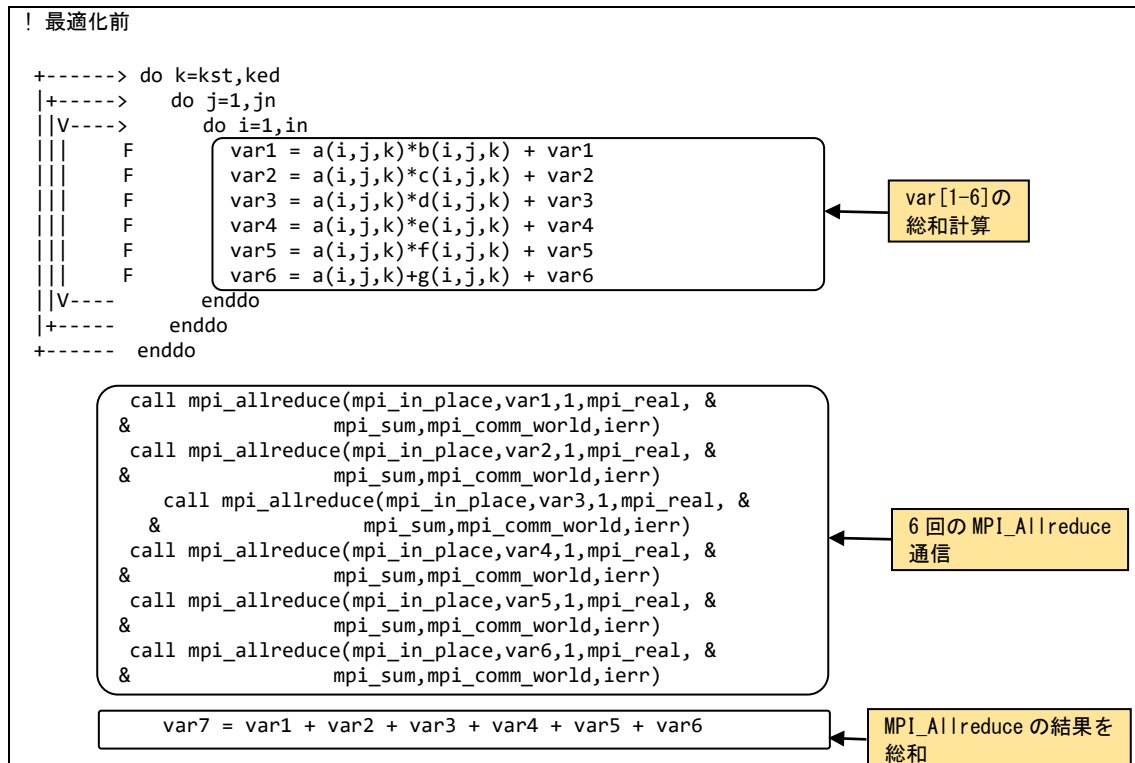 ! 最適化前
+------> do k=kst,ked
|+-----> do j=1,jn
||V----> do i=1,in
||| F var1 = a(i,j,k)*b(i,j,k) + var1
||| F var2 = a(i,j,k)*c(i,j,k) + var2
||| F var3 = a(i,j,k)*d(i,j,k) + var3
||| F var4 = a(i,j,k)*e(i,j,k) + var4
||| F var5 = a(i,j,k)*f(i,j,k) + var5
||| F var6 = a(i,j,k)+g(i,j,k) + var6
||V---- enddo
|+----- enddo
+------ enddo
var[1-6]の
総和計算
call mpi_allreduce(mpi_in_place,var1,1,mpi_real, &
& mpi_sum,mpi_comm_world,ierr)
call mpi_allreduce(mpi_in_place,var2,1,mpi_real, &
& mpi_sum,mpi_comm_world,ierr)
call mpi_allreduce(mpi_in_place,var3,1,mpi_real, &
& mpi_sum,mpi_comm_world,ierr)
call mpi_allreduce(mpi_in_place,var4,1,mpi_real, &
& mpi_sum,mpi_comm_world,ierr)
call mpi_allreduce(mpi_in_place,var5,1,mpi_real, &
& mpi_sum,mpi_comm_world,ierr)
call mpi_allreduce(mpi_in_place,var6,1,mpi_real, &
& mpi_sum,mpi_comm_world,ierr)
6 回の MPI_Allreduce
通信
var7 = var1 + var2 + var3 + var4 + var5 + var6
MPI_Allreduce の結果を
総和